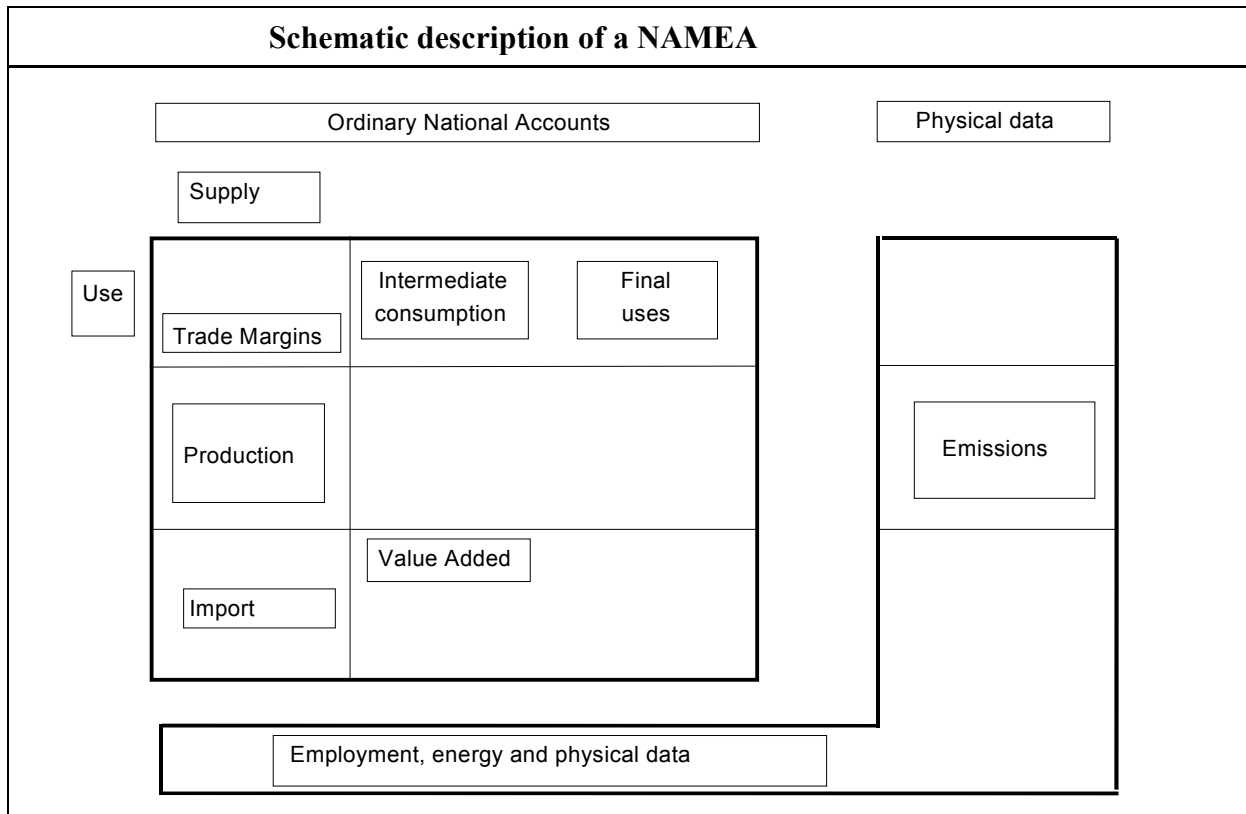 Schematic description of a NAMEA
Ordinary National Accounts
Physical data
Supply
Use
Intermediate
consumption
Final
uses
Trade Margins
Production
Emissions
Value Added
Import
Employment, energy and physical data